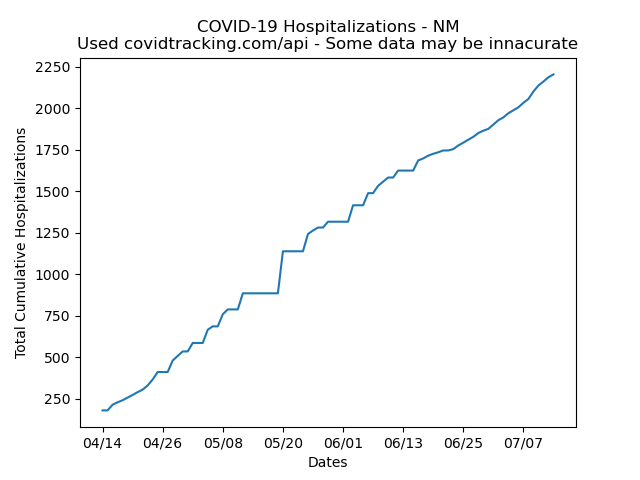 COVID-19 Hospitalizations - NM
Used covidtracking.com/api - Some data may be innacurate
Total Cumulative Hospitalizations
2250
2000
1750
1500
1250
1000
750
500
250
04/14 04/26 05/08 05/20 06/01 06/13 06/25 07/07
Dates